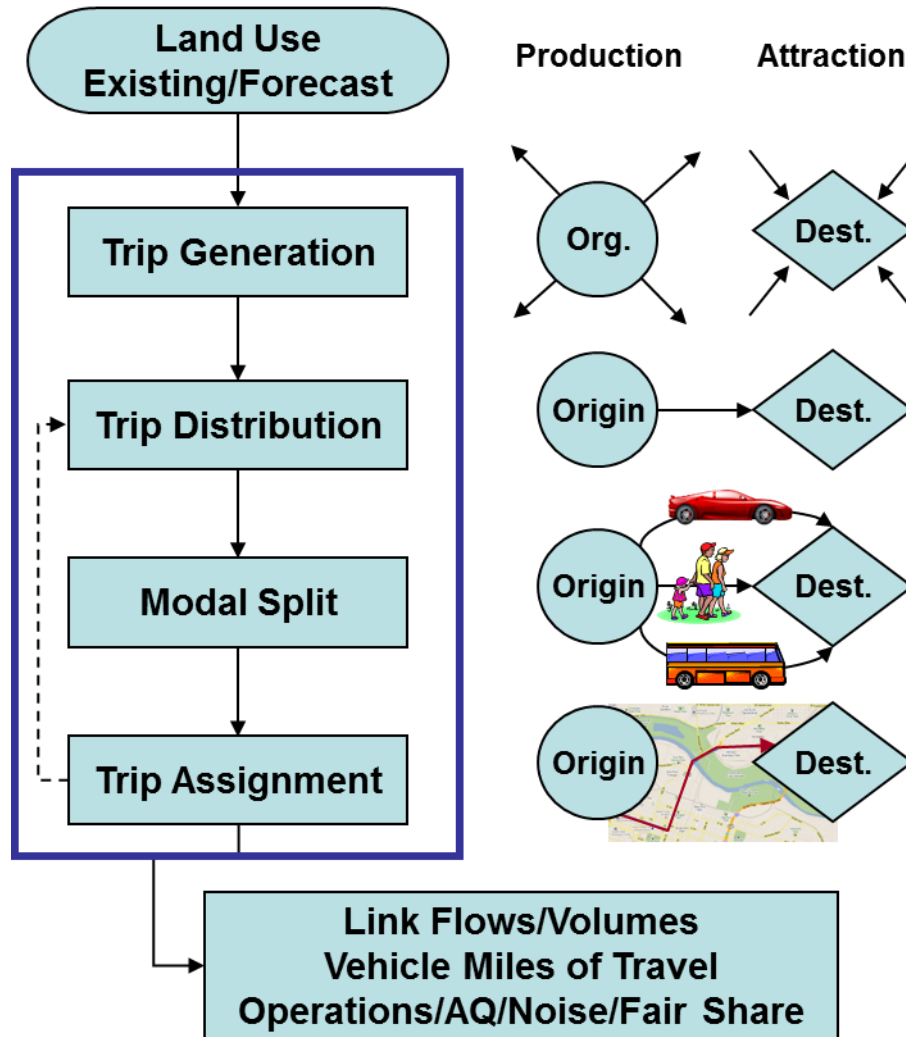 Land Use
Existing/Forecast
Production
Attraction
Trip Generation
Org.
Dest.
Trip Distribution
Origin
Dest.
Modal Split
Origin
Dest.
Trip Assignment
Origin
Dest.
Link Flows/Volumes
Vehicle Miles of Travel
Operations/AQ/Noise/Fair Share